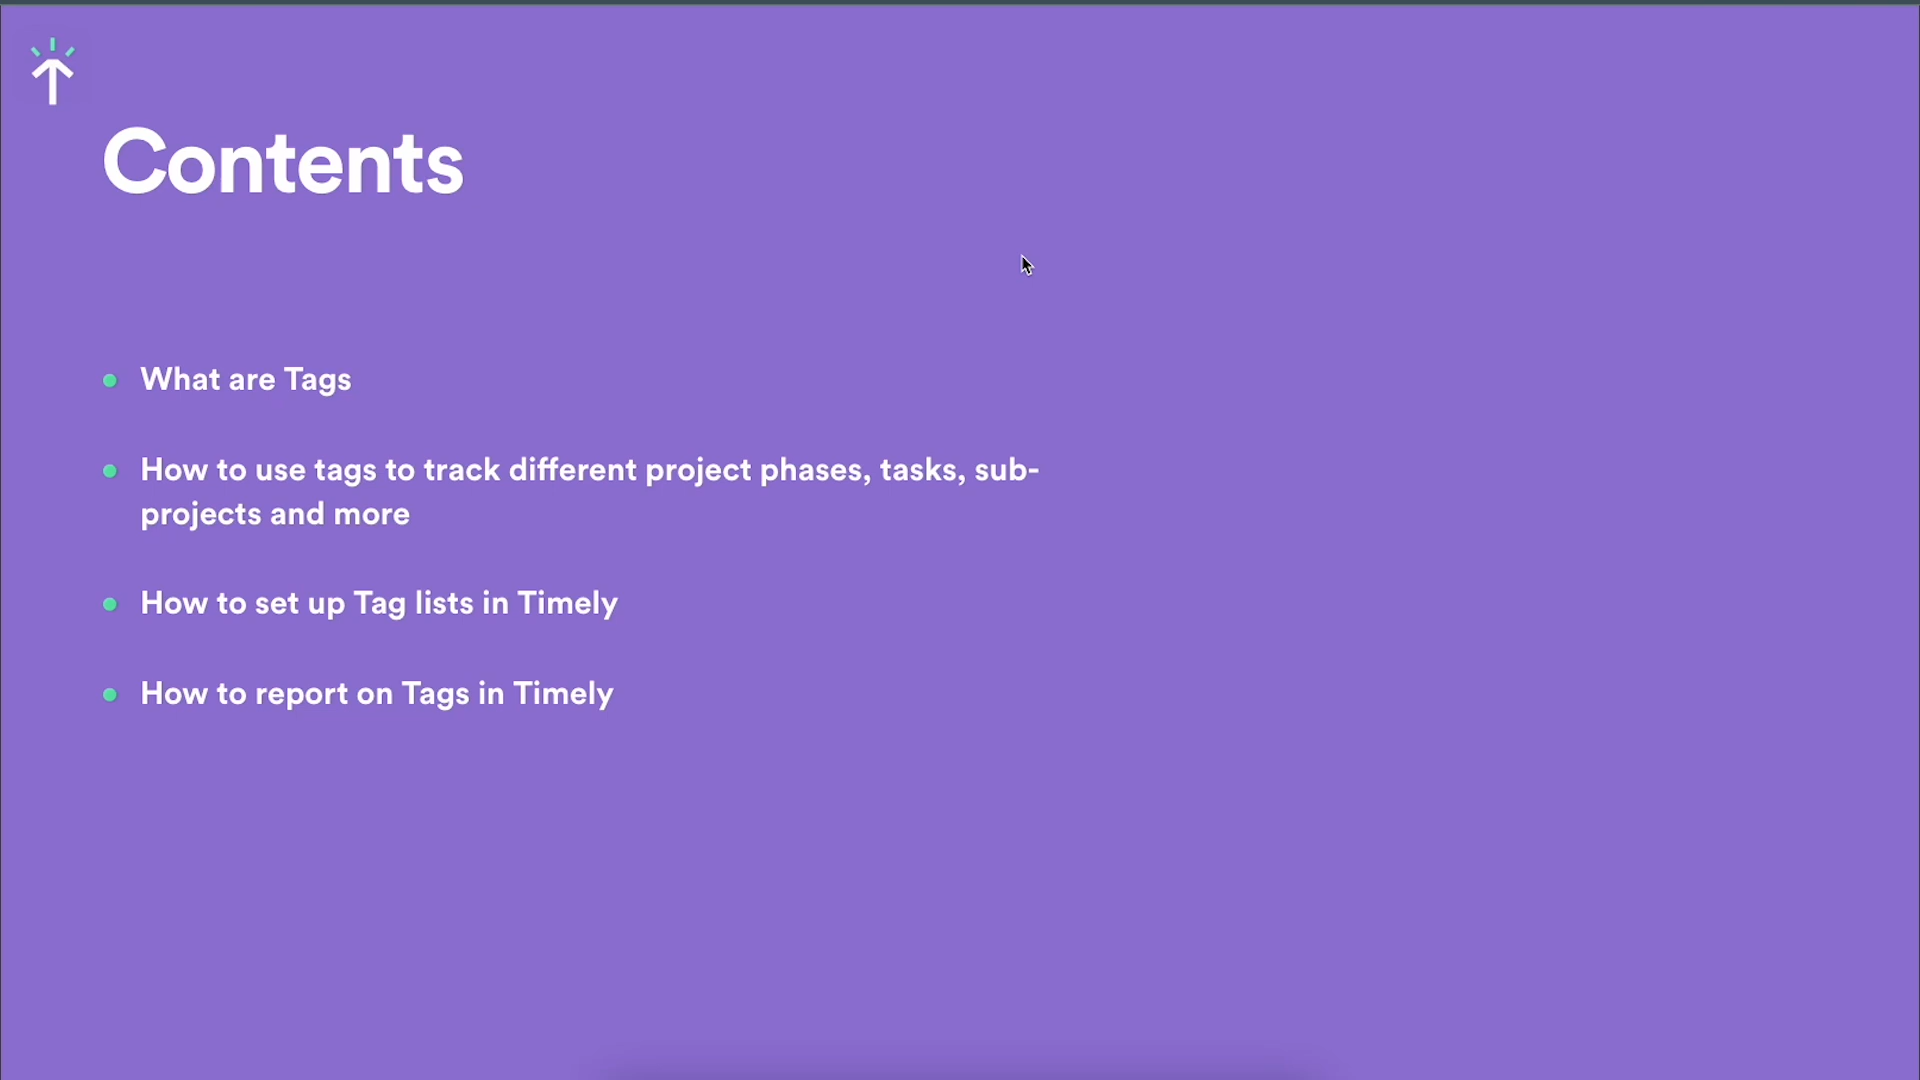 Contents
What are Tags
How to use tags to track different project phases, tasks, sub-
projects and more
How to set up Tag lists in Timely
How to report on Tags in Timely